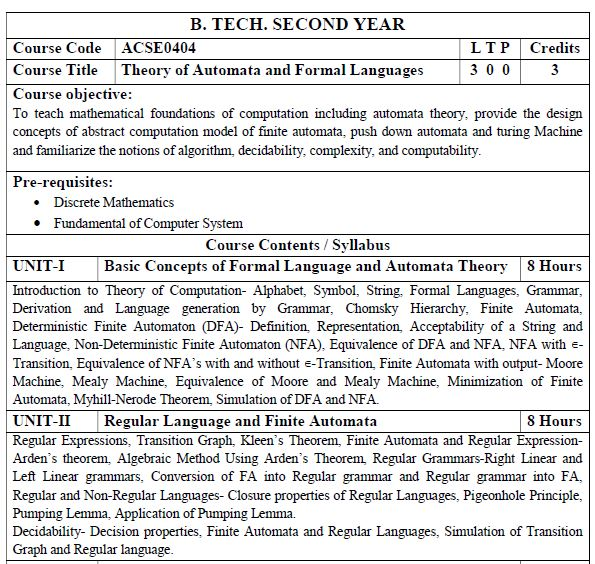 B. TECH. SECOND YEAR
Course Code ACSE0404 L T P Credits
Course Title Theory of Automata and Formal Languages 3 0 0 3
Course objective:
To teach mathematical foundations of computation including automata theory, provide the design
concepts of abstract computation model of finite automata, push down automata and turing Machine
and familiarize the notions of algorithm, decidability, complexity, and computability.
Pre-requisites:
• Discrete Mathematics
• Fundamental of Computer System
Course Contents / Syllabus
UNIT-I Basic Concepts of Formal Language and Automata Theory 8 Hours
Introduction to Theory of Computation- Alphabet, Symbol, String, Formal Languages, Grammar,
Derivation and Language generation by Grammar, Chomsky Hierarchy, Finite Automata,
Deterministic Finite Automaton (DFA)- Definition, Representation, Acceptability of a String and
Language, Non-Deterministic Finite Automaton (NFA), Equivalence of DFA and NFA, NFA with ∊-
Transition, Equivalence of NFA’s with and without ∊-Transition, Finite Automata with output- Moore
Machine, Mealy Machine, Equivalence of Moore and Mealy Machine, Minimization of Finite
Automata, Myhill-Nerode Theorem, Simulation of DFA and NFA.
UNIT-II Regular Language and Finite Automata 8 Hours
Regular Expressions, Transition Graph, Kleen’s Theorem, Finite Automata and Regular Expression-
Arden’s theorem, Algebraic Method Using Arden’s Theorem, Regular Grammars-Right Linear and
Left Linear grammars, Conversion of FA into Regular grammar and Regular grammar into FA,
Regular and Non-Regular Languages- Closure properties of Regular Languages, Pigeonhole Principle,
Pumping Lemma, Application of Pumping Lemma.
Decidability- Decision properties, Finite Automata and Regular Languages, Simulation of Transition
Graph and Regular language.